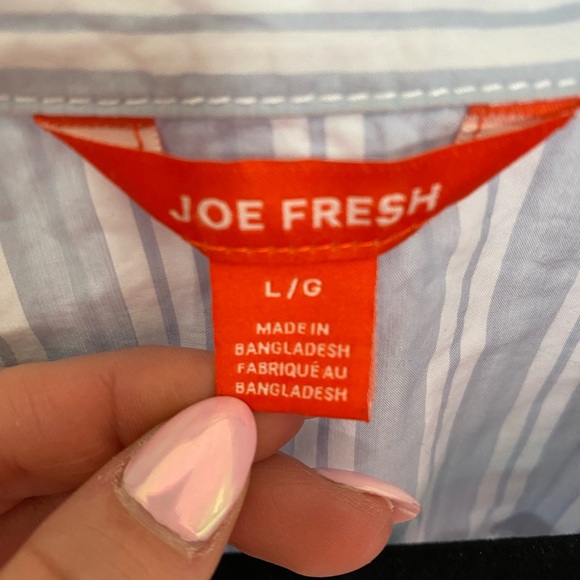 JOE FRESH
L/G
MADE IN
BANGLADESH
FABRIQUÉ AU
BANGLADESH